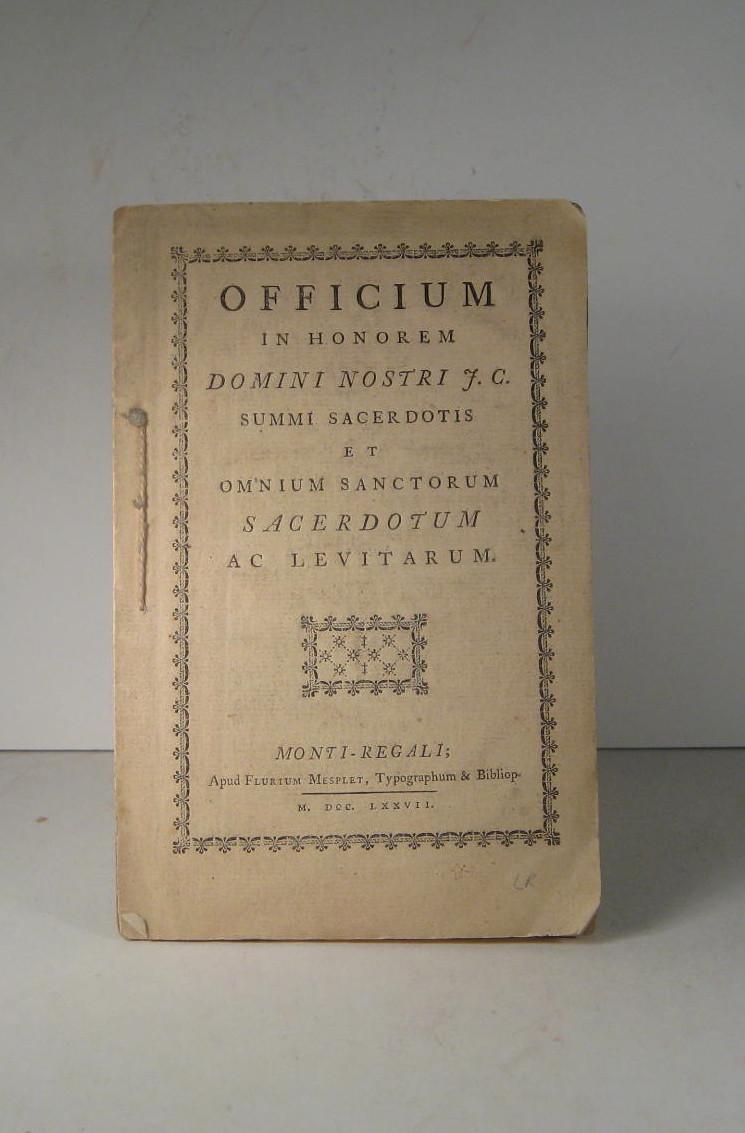 OFFICIUM
IN HONOREM
DOMINI NOSTRI J. C.
SUMMI SACERDOTIS
ET
OMNIUM SANCTORUM
SACERDOTUM
AC LEVITARUM.
MONTI-REGALI;
Apud FLURIUM MESPLET, Typographum & Bibliop.
M. DCC. LXXVII.
LR